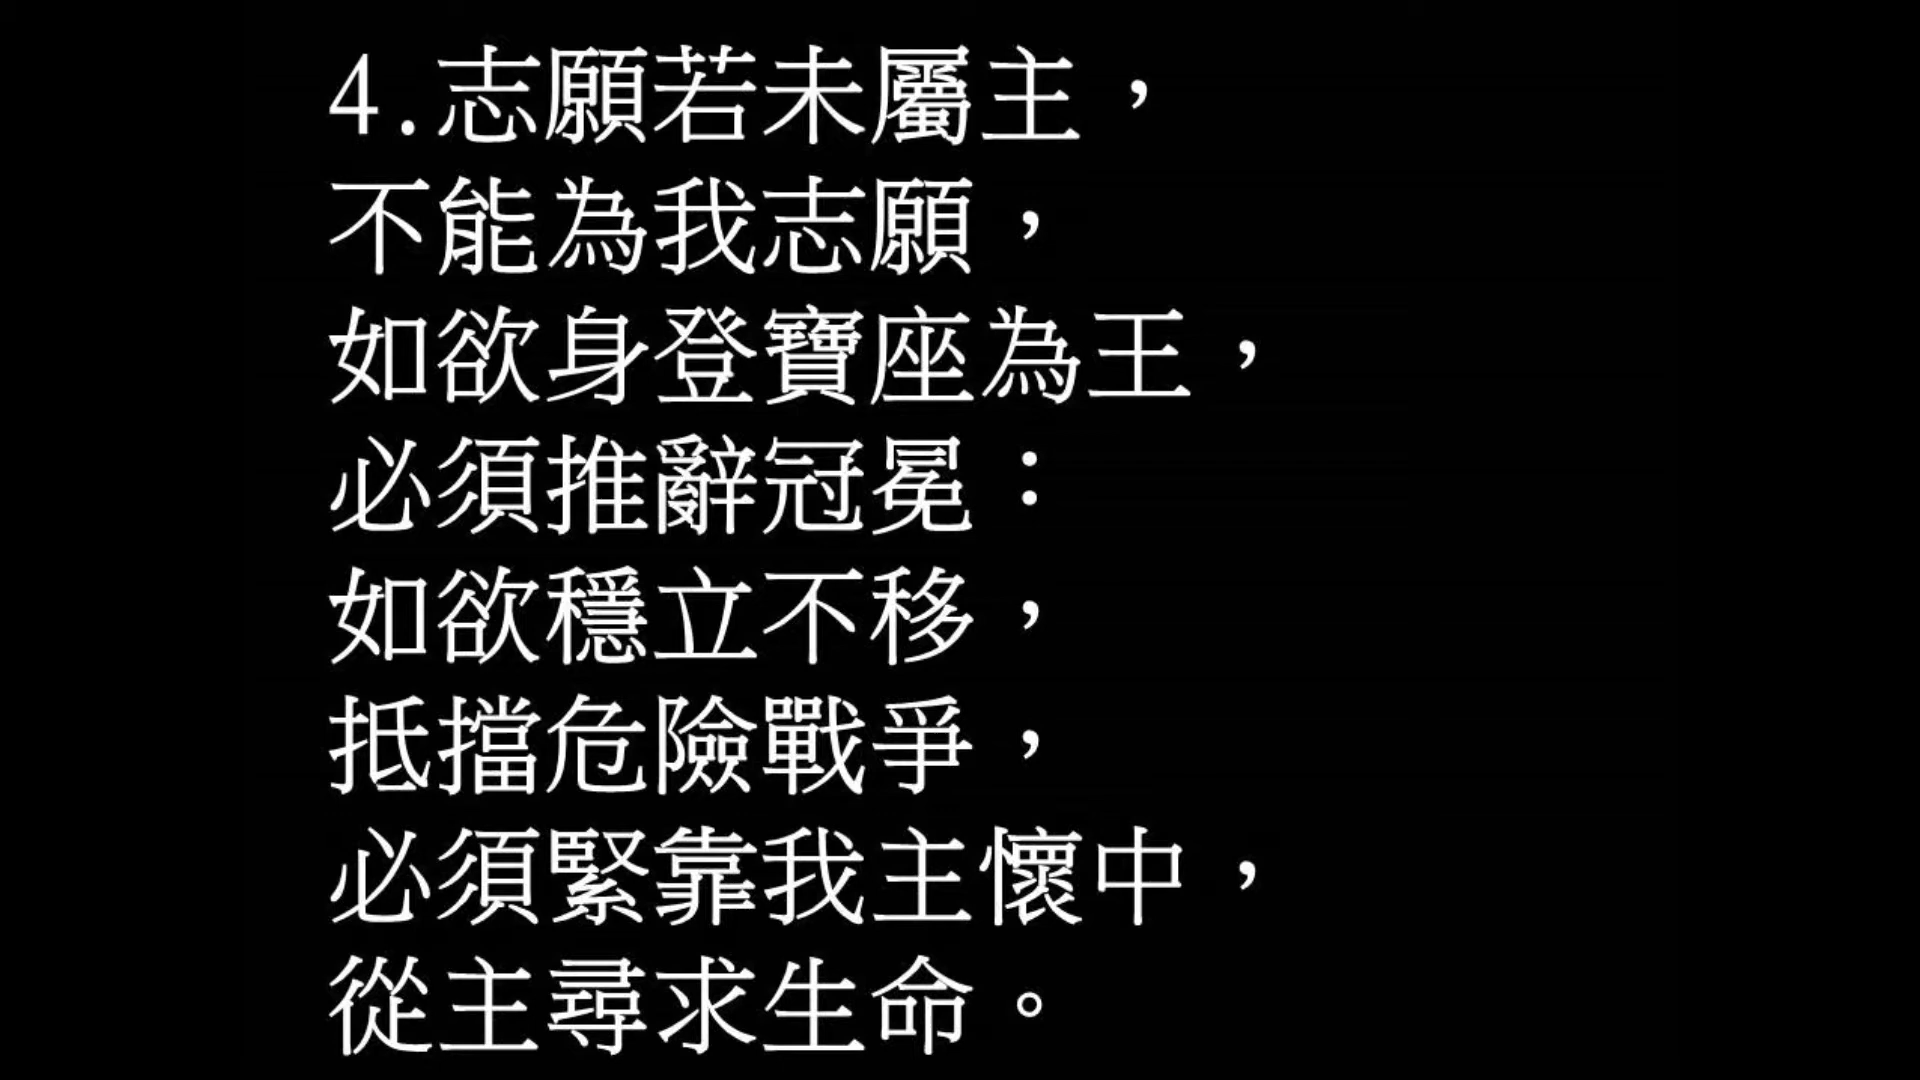 4.志願若未屬主，
不能為我志願，
如欲身登寶座為王，
必須推辭冠冕：
如欲穩立不移，
抵擋危險戰爭，
必須緊靠我主懷中，
從主尋求生命。